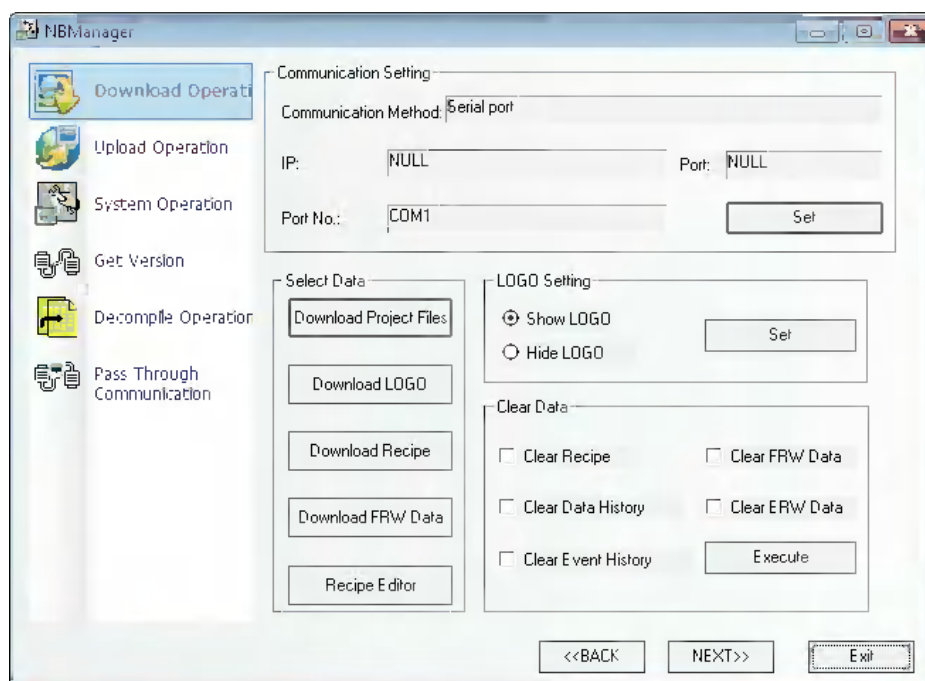 NBManager
Download Operati
Upload Operation
System Operation
Get Version
Decompile Operation
Pass Through
Communication
Communication Setting
Communication Method: Serial port
IP: NULL Port: NULL
Port No.: COM1 Set
Select Data
Download Project Files
Download LOGO
Download Recipe
Download FRW Data
Recipe Editor
LOGO Setting
Show LOGO
Hide LOGO
Set
Clear Data
Clear Recipe Clear FRW Data
Clear Data History Clear ERW Data
Clear Event History Execute
<<BACK NEXT>> Exit